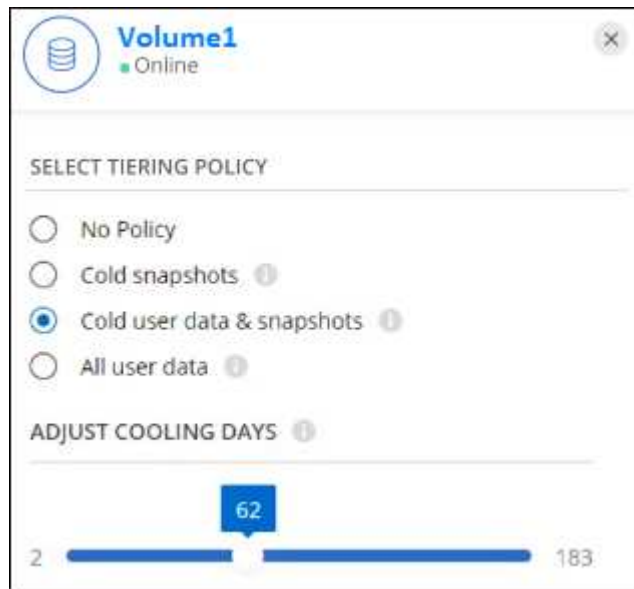 Volume1
Online
SELECT TIERING POLICY
No Policy
Cold snapshots
Cold user data & snapshots
All user data
ADJUST COOLING DAYS
62
2 183